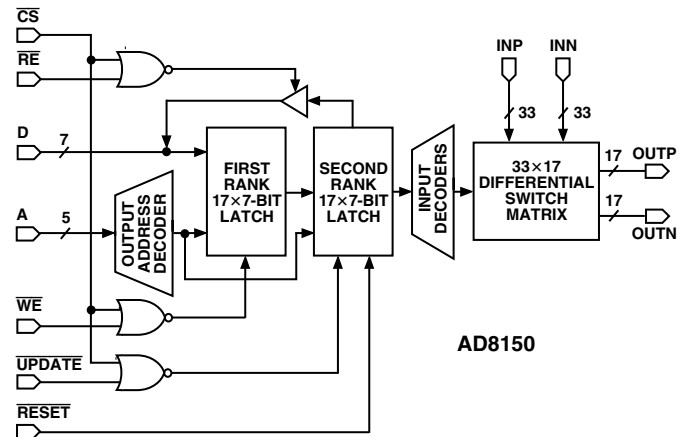 CS
INP INN
RE
33 33
D
7
FIRST
RANK
17×7-BIT
LATCH
SECOND
RANK
17×7-BIT
LATCH
INPUT
DECODERS
33×17
DIFFERENTIAL
SWITCH
MATRIX
17 OUTP
17
OUTN
A
5
OUTPUT
ADDRESS
DECODER
WE
AD8150
UPDATE
RESET